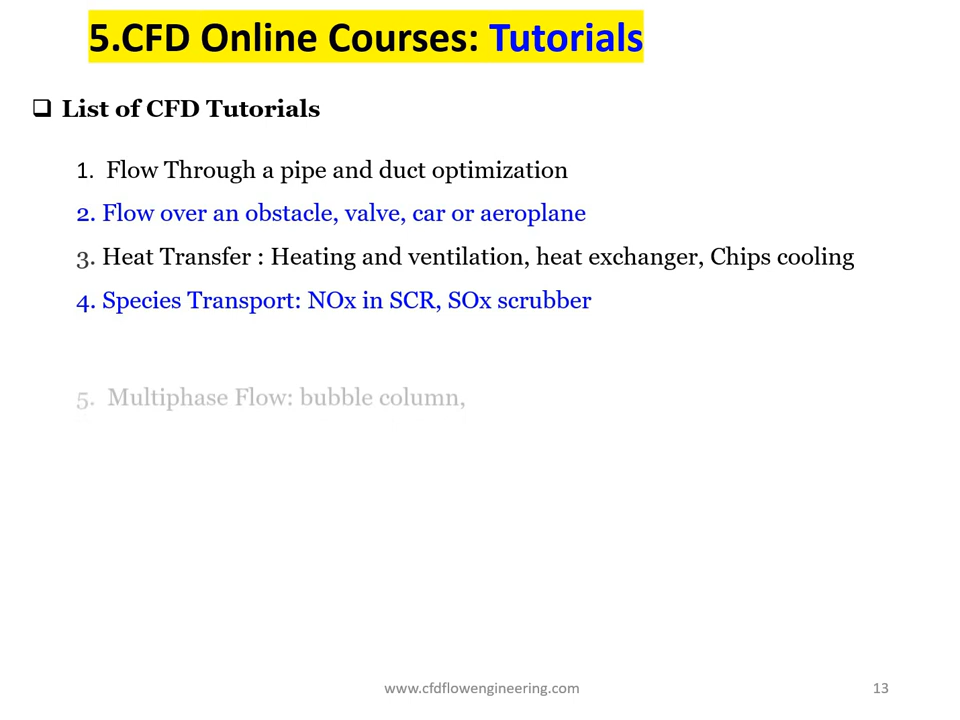 5.CFD Online Courses: Tutorials
❑ List of CFD Tutorials
1. Flow Through a pipe and duct optimization
2. Flow over an obstacle, valve, car or aeroplane
3. Heat Transfer : Heating and ventilation, heat exchanger, Chips cooling
4. Species Transport: NOx in SCR, SOx scrubber
5. Multiphase Flow: bubble column,
www.cfdflowengineering.com 13